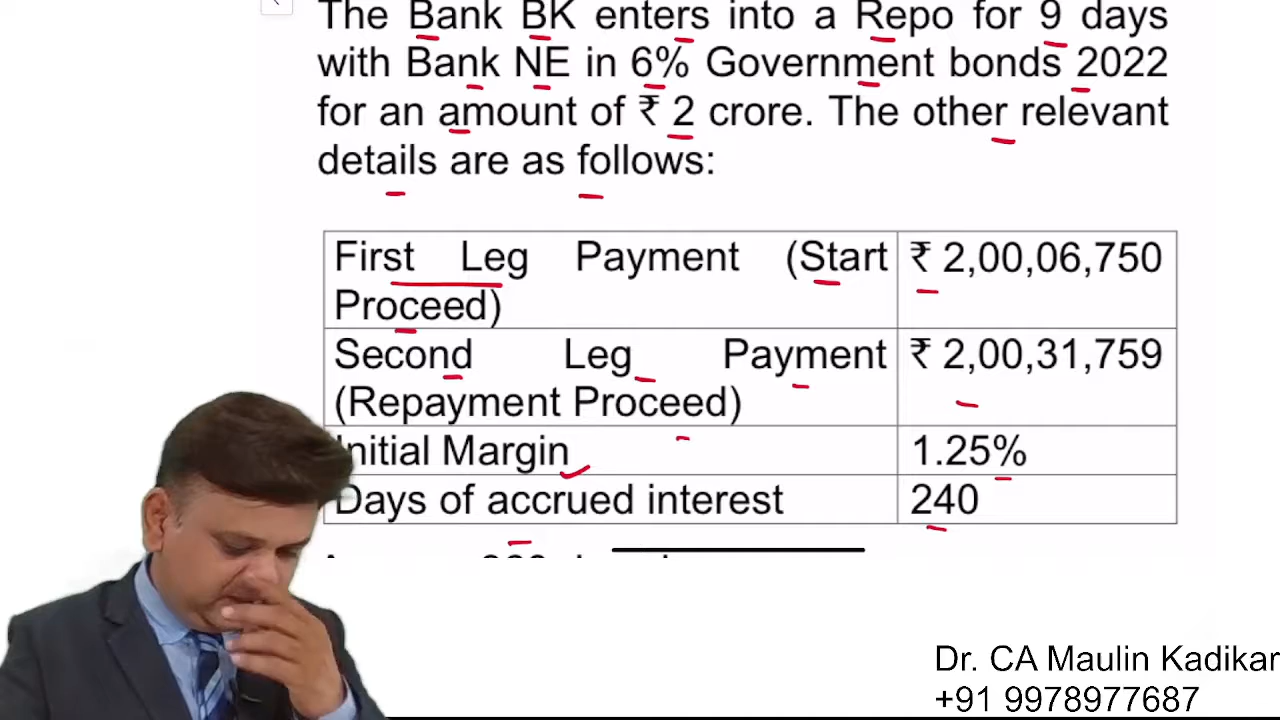 The Bank BK enters into a Repo for 9 days
with Bank NE in 6% Government bonds 2022
for an amount of ₹ 2 crore. The other relevant
details are as follows:
First Leg Payment (Start ₹ 2,00,06,750
Proceed)
Second Leg Payment ₹ 2,00,31,759
(Repayment Proceed)
Initial Margin 1.25%
Days of accrued interest 240
Dr. CA Maulin Kadikar
+91 9978977687